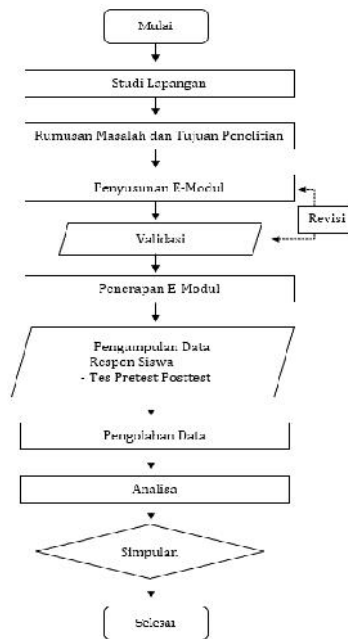 Mulai
Studi Lapangan
Rumusan Masalah dan Tujuan Penelitian
Penyusunan E-Modul
Revisi
Validasi
Penerapan E Modul
Pengumpulan Data
Respon Siswa
- Tes Pretest Posttest
Pengolahan Data
Analisa
Simpulan
Selesai